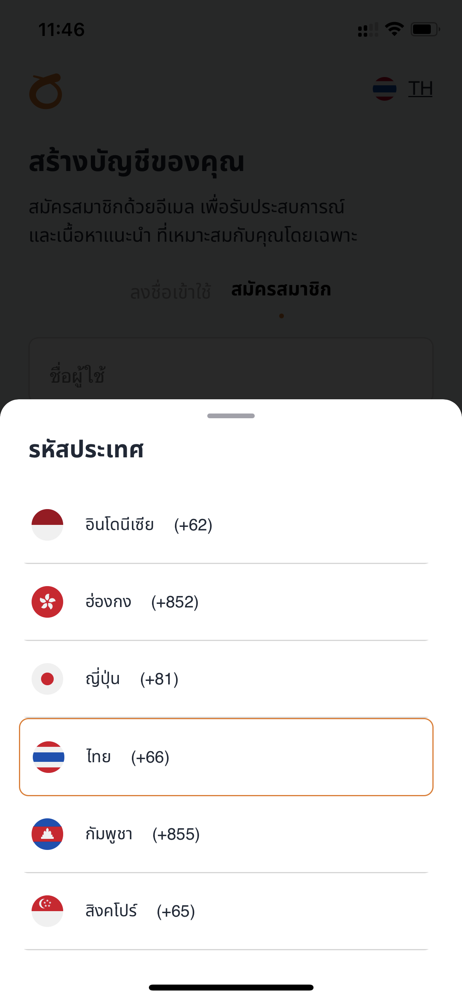 11:46
TH
สร้างบัญชีของคุณ
สมัครสมาชิกด้วยอีเมล เพื่อรับประสบการณ์
และเนื้อหาแนะนำ ที่เหมาะสมกับคุณโดยเฉพาะ
ลงชื่อเข้าใช้ สมัครสมาชิก
ชื่อผู้ใช้
รหัสประเทศ
อินโดนีเซีย (+62)
ฮ่องกง (+852)
ญี่ปุ่น (+81)
ไทย (+66)
กัมพูชา (+855)
สิงคโปร์ (+65)